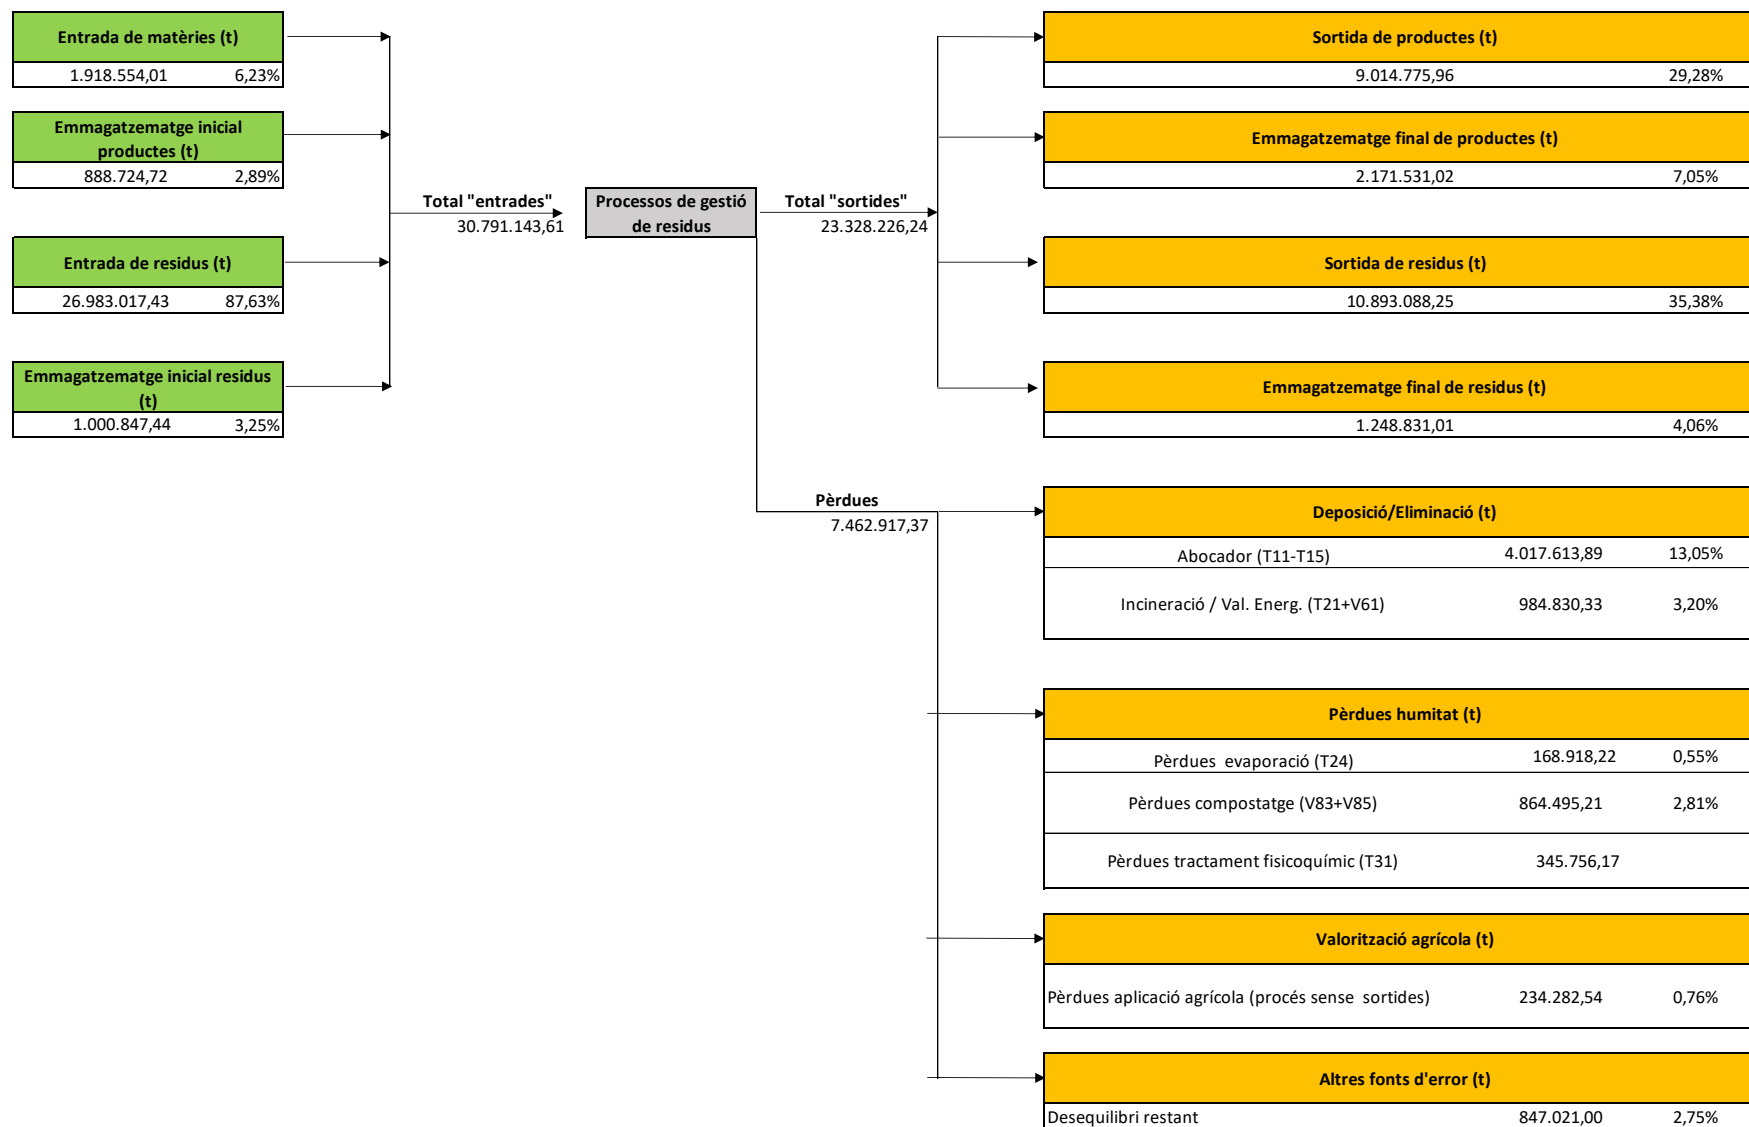 Entrada de matèries (t)
1.918.554,01 6,23%
Emmagatzematge inicial
productes (t)
888.724,72 2,89%
Entrada de residus (t)
26.983.017,43 87,63%
Emmagatzematge inicial residus
(t)
1.000.847,44 3,25%
Total "entrades"
30.791.143,61
Processos de gestió
de residus
Total "sortides"
23.328.226,24
Pèrdues
7.462.917,37
Sortida de productes (t)
9.014.775,96 29,28%
Emmagatzematge final de productes (t)
2.171.531,02 7,05%
Sortida de residus (t)
10.893.088,25 35,38%
Emmagatzematge final de residus (t)
1.248.831,01 4,06%
Deposició/Eliminació (t)
Abocador (T11-T15) 4.017.613,89 13,05%
Incineració / Val. Energ. (T21+V61) 984.830,33 3,20%
Pèrdues humitat (t)
Pèrdues evaporació (T24) 168.918,22 0,55%
Pèrdues compostatge (V83+V85) 864.495,21 2,81%
Pèrdues tractament fisicoquímic (T31) 345.756,17
Valorització agrícola (t)
Pèrdues aplicació agrícola (procés sense sortides) 234.282,54 0,76%
Altres fonts d'error (t)
Desequilibri restant 847.021,00 2,75%